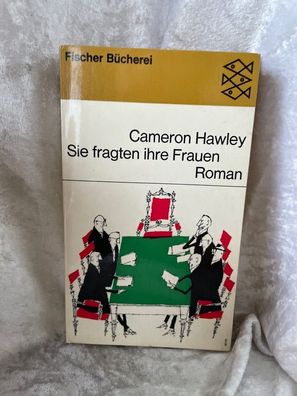 Fischer Bücherei
Cameron Hawley
Sie fragten ihre Frauen
Roman